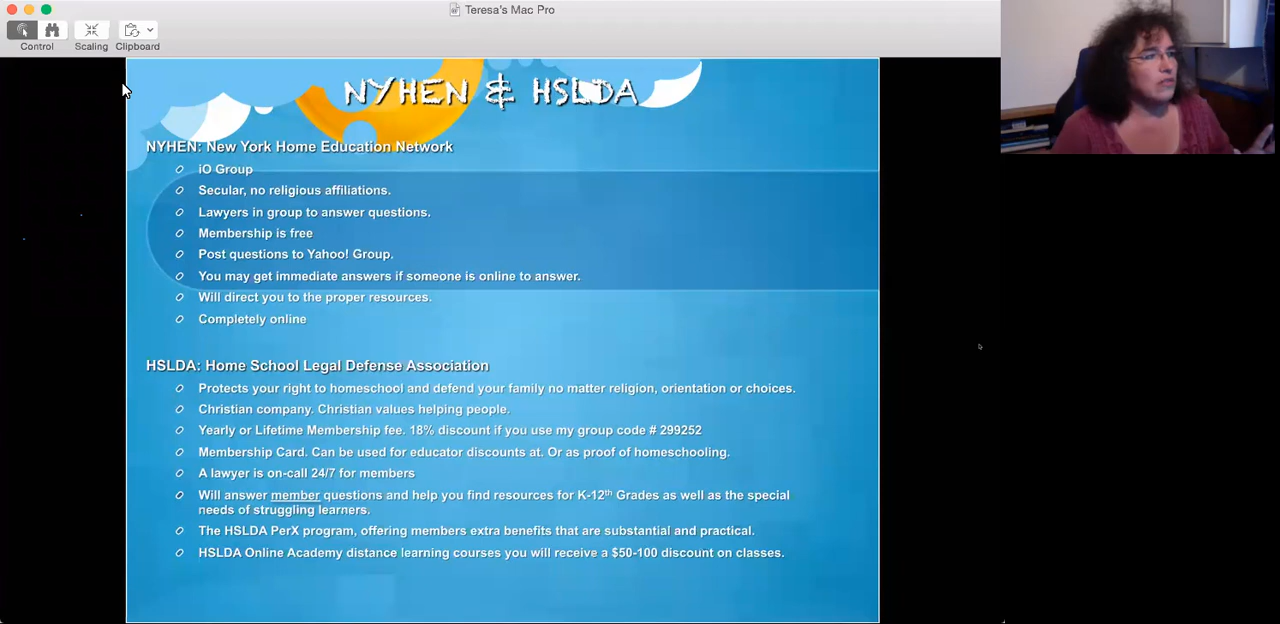 Teresa's Mac Pro
Control
Scaling
Clipboard
NYHEN & HSLDA
NYHEN: New York Home Education Network
iO Group
Secular, no religious affiliations.
Lawyers in group to answer questions.
Membership is free
Post questions to Yahoo! Group.
You may get immediate answers if someone is online to answer.
Will direct you to the proper resources.
Completely online
HSLDA: Home School Legal Defense Association
Protects your right to homeschool and defend your family no matter religion, orientation or choices.
Christian company. Christian values helping people.
Yearly or Lifetime Membership fee. 18% discount if you use my group code # 299252
Membership Card. Can be used for educator discounts at. Or as proof of homeschooling.
A lawyer is on-call 24/7 for members
Will answer member questions and help you find resources for K-12th Grades as well as the special
needs of struggling learners.
The HSLDA PerX program, offering members extra benefits that are substantial and practical.
HSLDA Online Academy distance learning courses you will receive a $50-100 discount on classes.